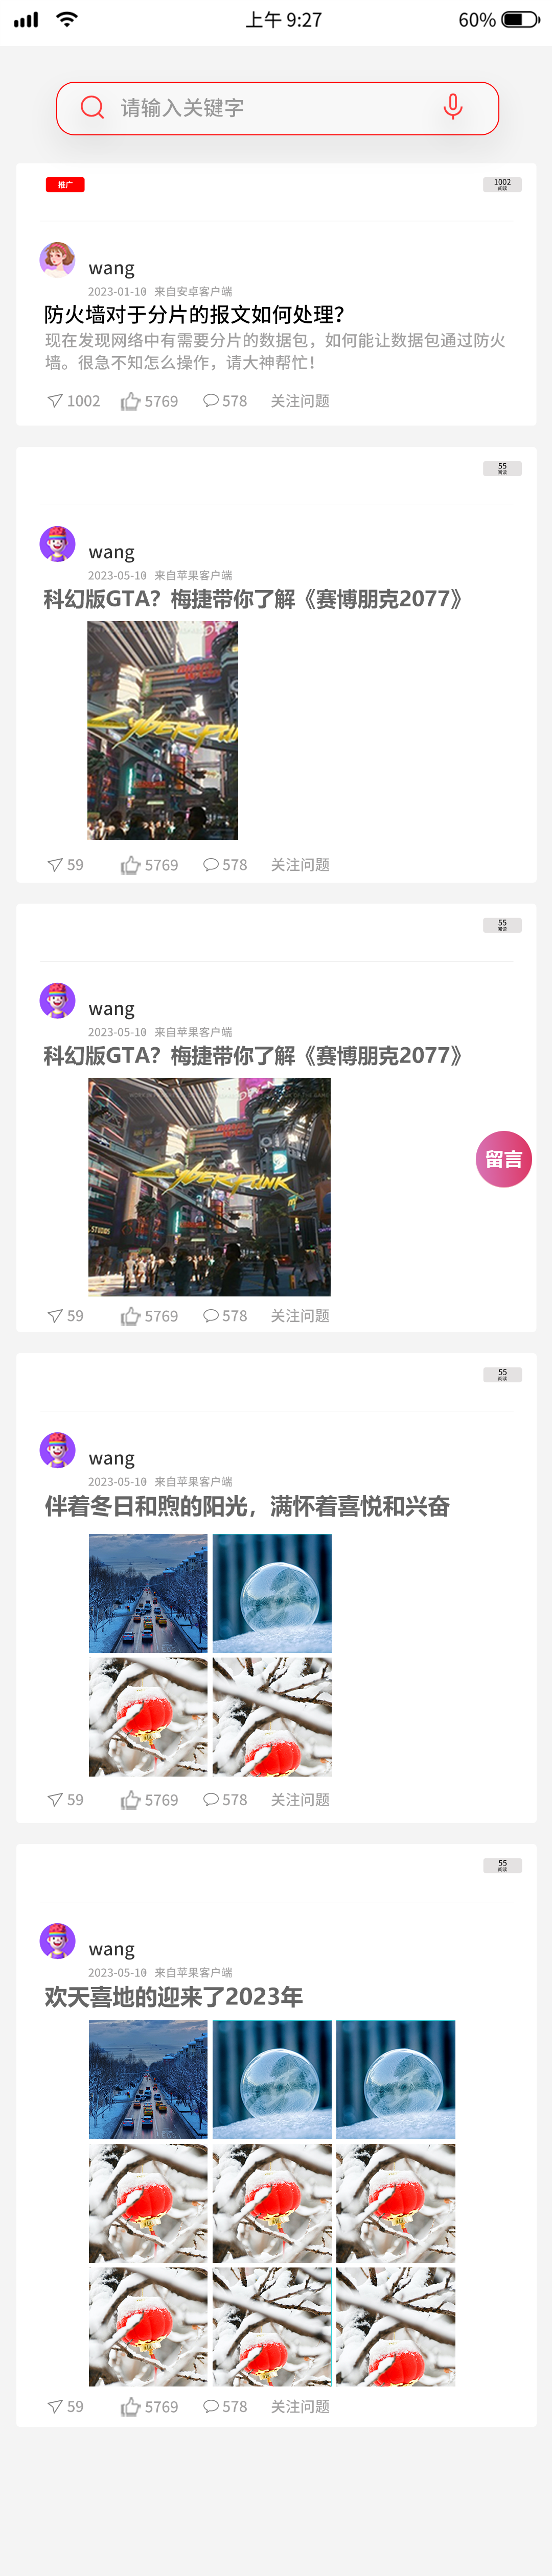 上午 9:27
60%
请输入关键字
推广
1002
阅读
wang
2023-01-10 来自安卓客户端
防火墙对于分片的报文如何处理？
现在发现网络中有需要分片的数据包，如何能让数据包通过防火
墙。很急不知怎么操作，请大神帮忙！
1002 5769 578 关注问题
55
阅读
wang
2023-05-10 来自苹果客户端
科幻版GTA？梅捷带你了解《赛博朋克2077》
59 5769 578 关注问题
55
阅读
wang
2023-05-10 来自苹果客户端
科幻版GTA？梅捷带你了解《赛博朋克2077》
CYBERPUNK
留言
59 5769 578 关注问题
55
阅读
wang
2023-05-10 来自苹果客户端
伴着冬日和煦的阳光，满怀着喜悦和兴奋
59 5769 578 关注问题
55
阅读
wang
2023-05-10 来自苹果客户端
欢天喜地的迎来了2023年
59 5769 578 关注问题